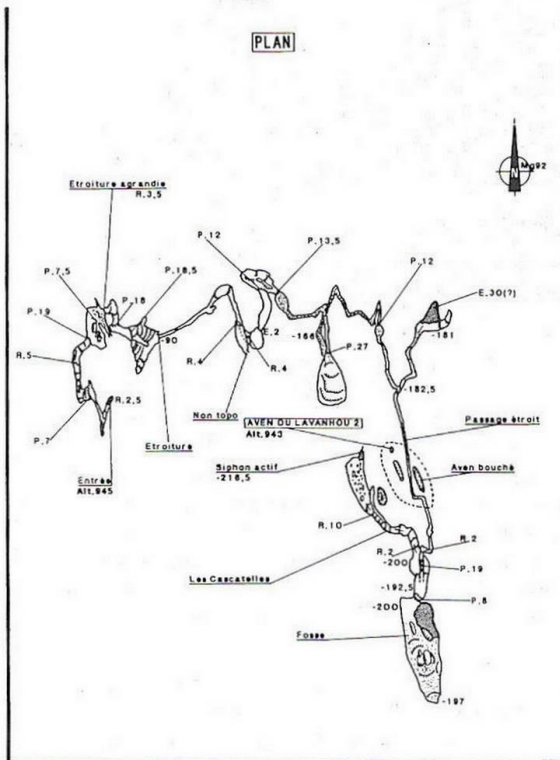 PLAN
Mg92
Etroiture agrandie
R.3,5
P.12
P.13,5
P.7,5
P.18,5
P.12
E.30(?)
P.18
P.19
-90
E.2
-166
-181
R.5
R.4
R.4
P.27
-182,5
R.2,5
P.7
Non topo
Passage étroit
AVEN DU LAVANHOU 2
Alt.943
Etroiture
Siphon actif
-216,5
Aven bouché
Entrée
Alt.945
R.10
R.2
R.2
-200
P.19
Les Cascatelles
-192,5
P.8
-200
Fosse
-197